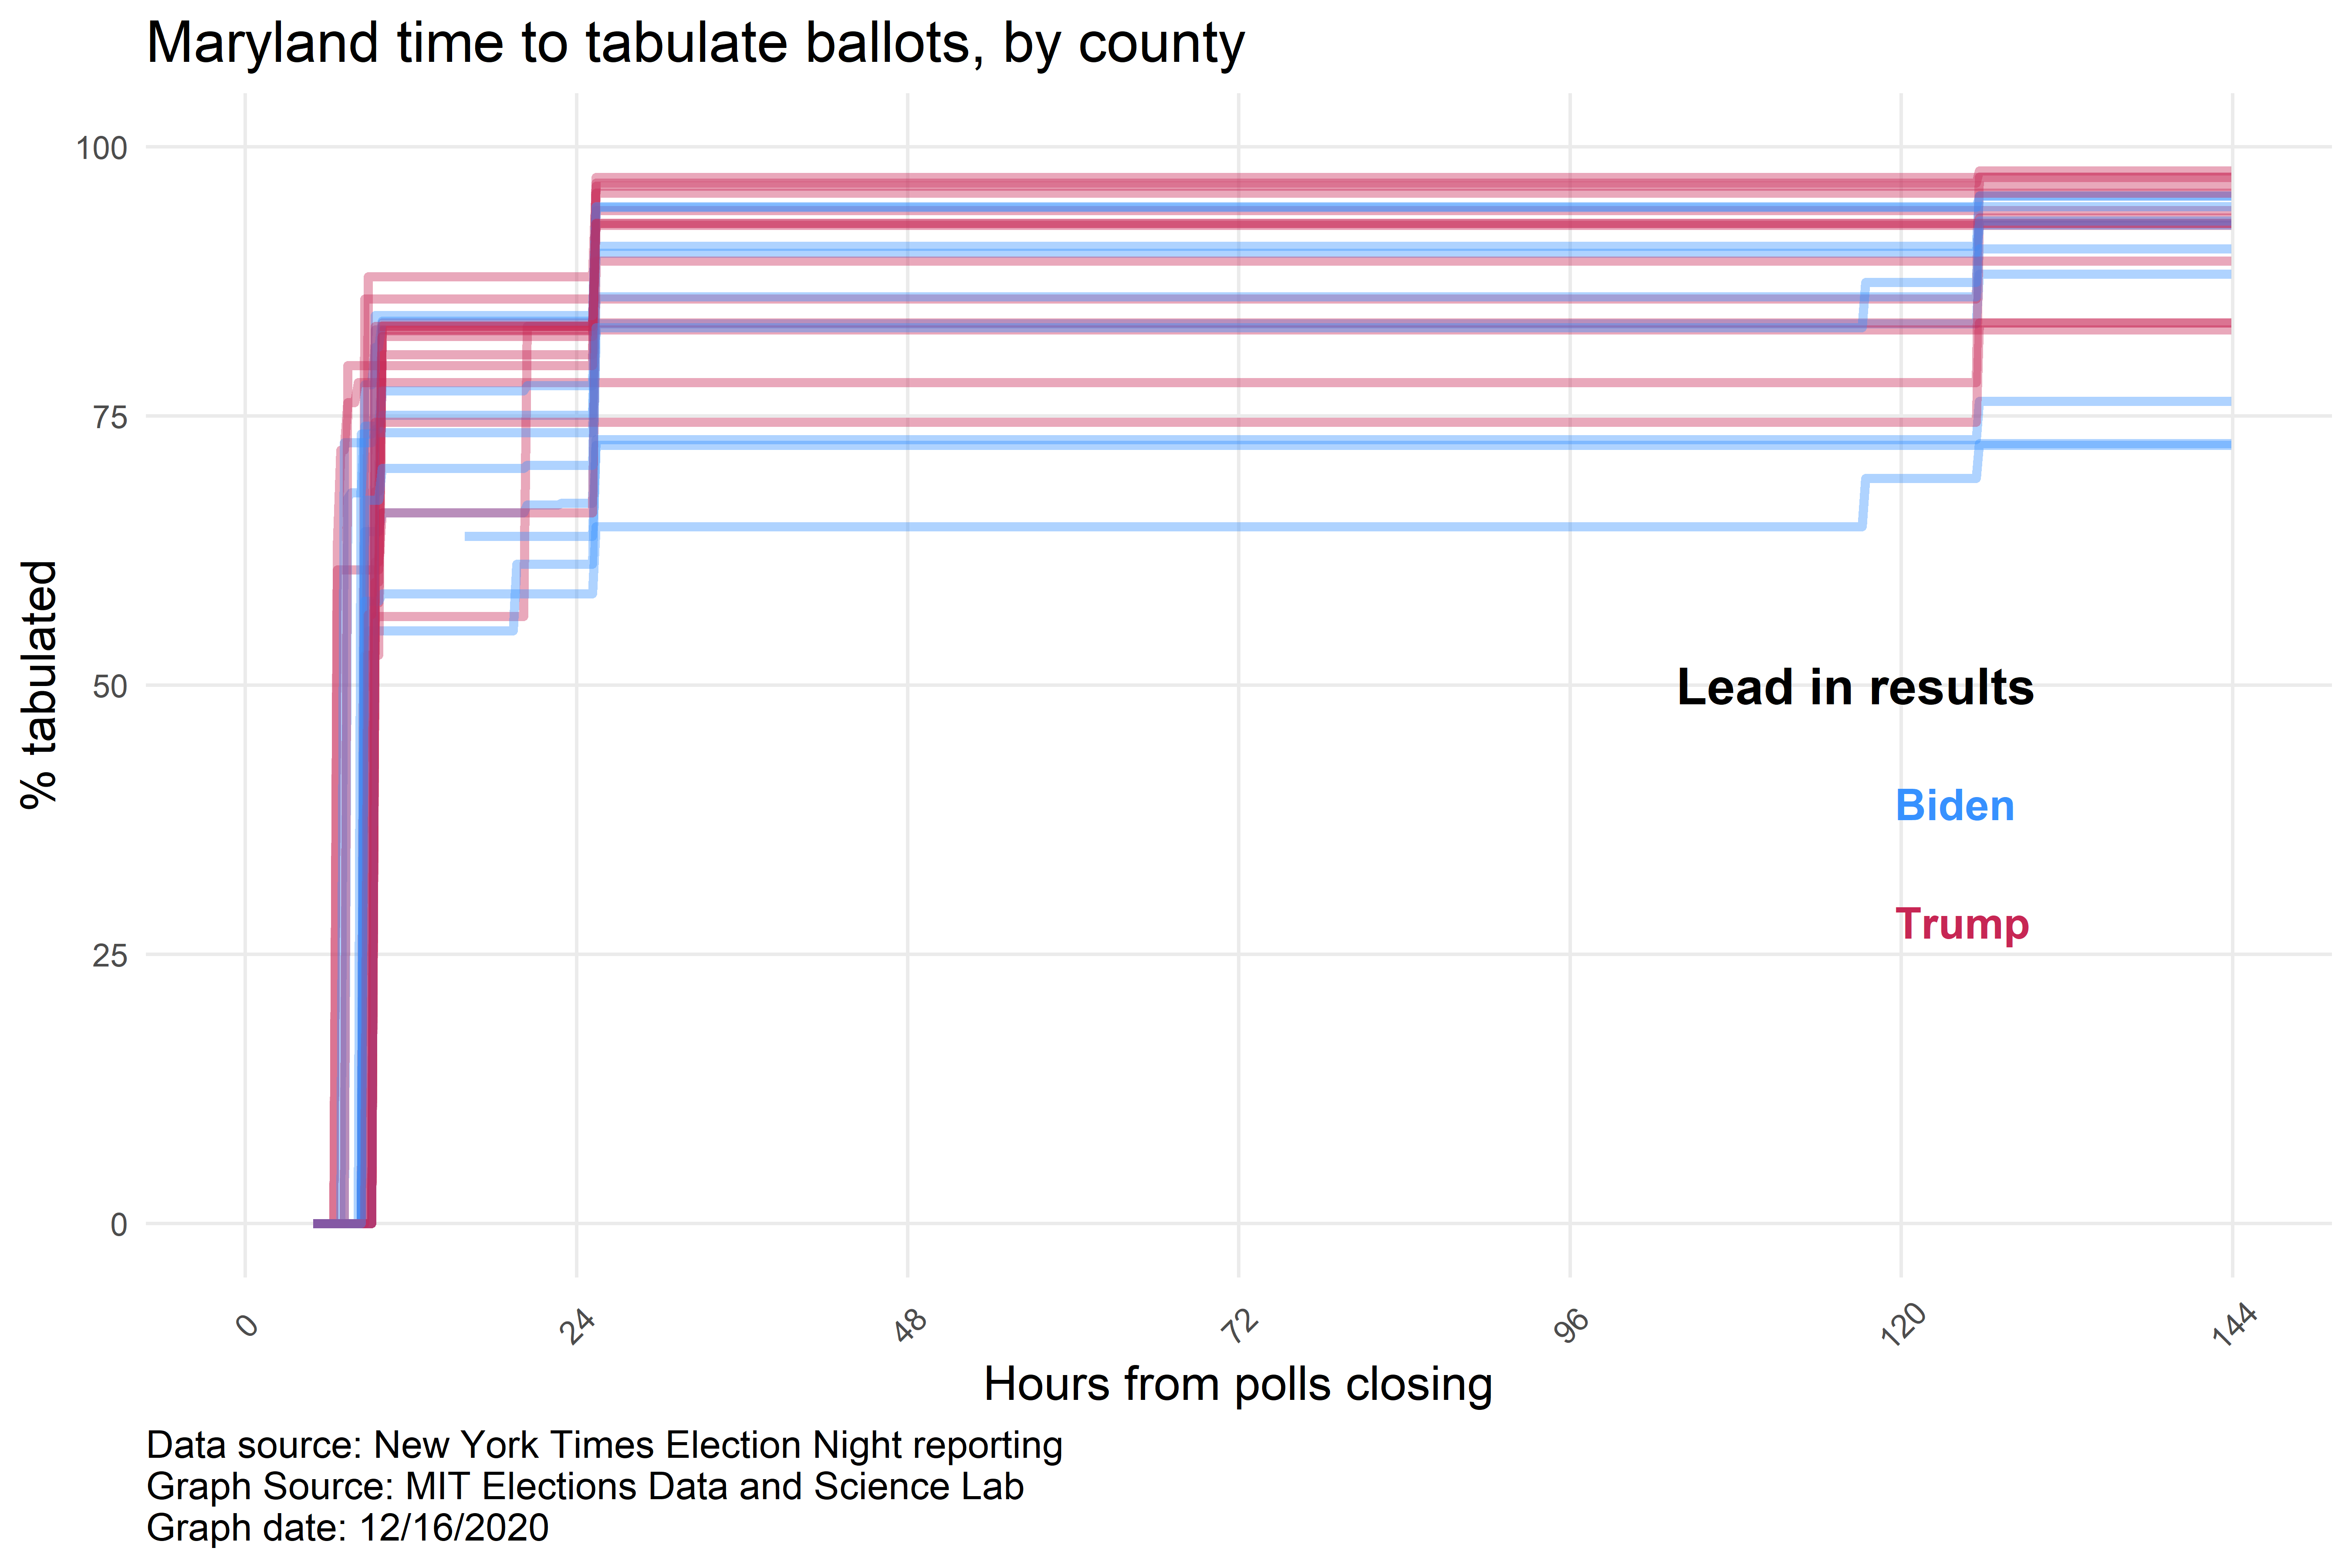 Maryland time to tabulate ballots, by county
100
75
50
25
0
% tabulated
Lead in results
Biden
Trump
0 24 48 72 96 120 144
Hours from polls closing
Data source: New York Times Election Night reporting
Graph Source: MIT Elections Data and Science Lab
Graph date: 12/16/2020